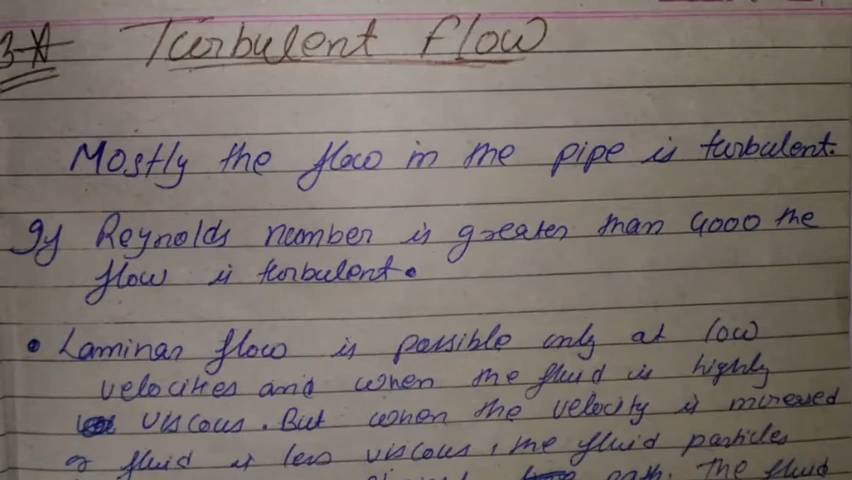 Turbulent flow
Mostly the flow in the pipe is turbulent.
If Reynolds number is greater than 4000 the
flow is turbulent.
• Laminar flow is possible only at low
velocities and when the fluid is highly
viscous. But when the velocity is increased
or fluid is less viscous, the fluid particles
path. The fluid